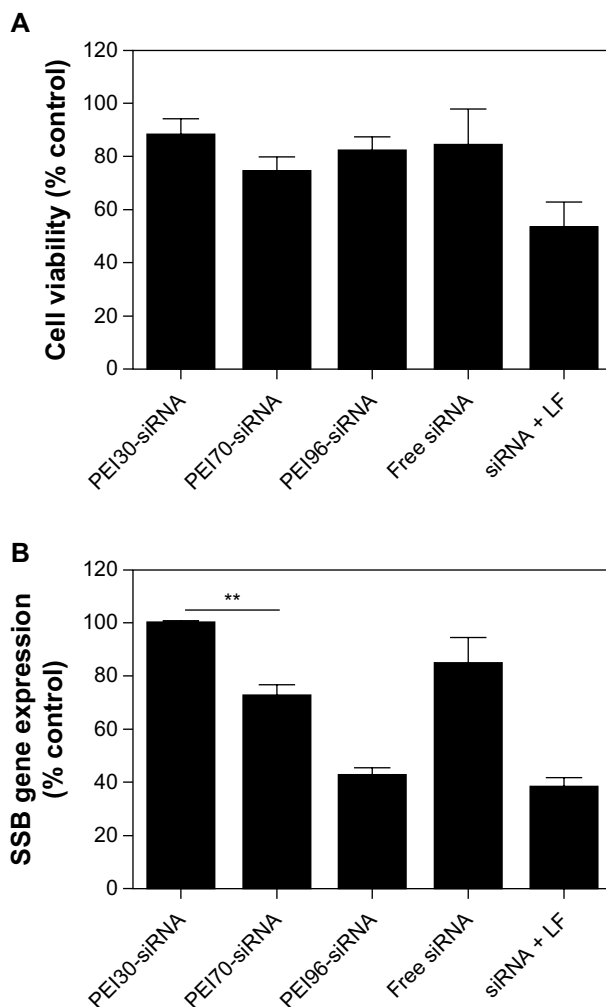 A
Cell viability (% control)
120
100
80
60
40
20
0
PEI30-siRNA
PEI70-siRNA
PEI96-siRNA
Free siRNA
siRNA + LF
B
SSB gene expression
(% control)
120
100
80
60
40
20
0
**
PEI30-siRNA
PEI70-siRNA
PEI96-siRNA
Free siRNA
siRNA + LF